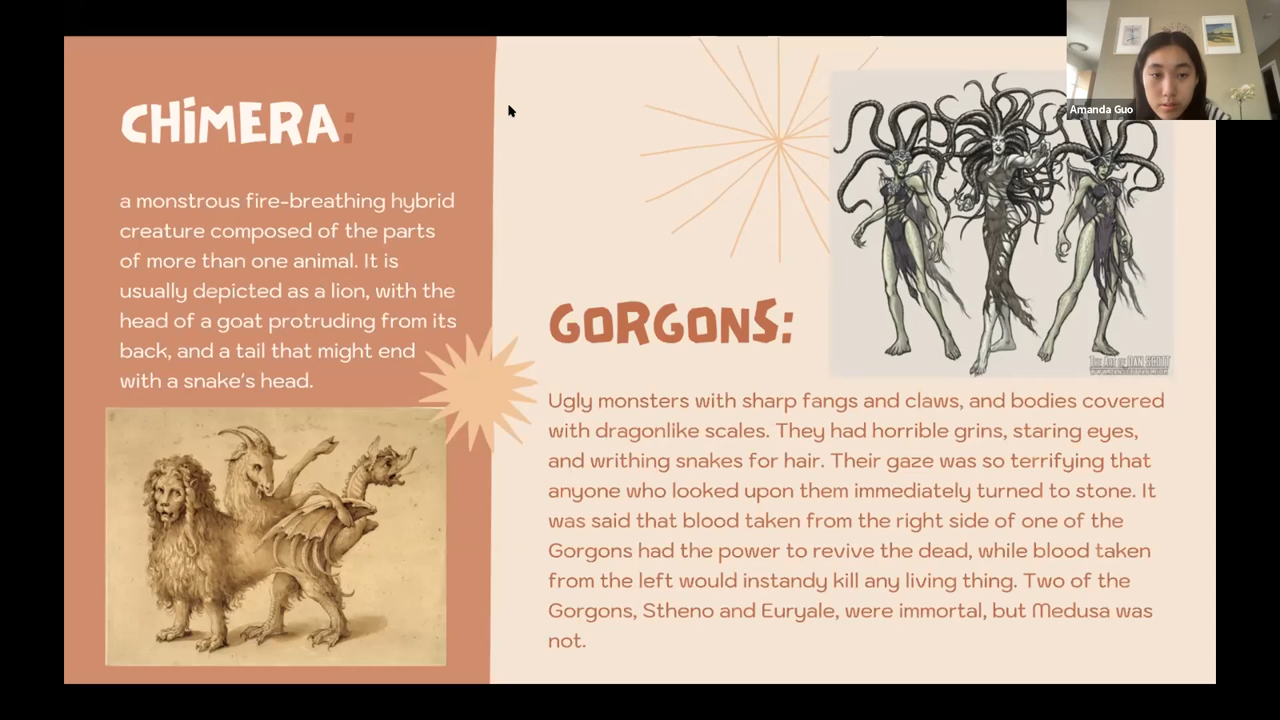 CHiMERA:
a monstrous fire-breathing hybrid
creature composed of the parts
of more than one animal. It is
usually depicted as a lion, with the
head of a goat protruding from its
back, and a tail that might end
with a snake's head.
GORGONS:
Ugly monsters with sharp fangs and claws, and bodies covered
with dragonlike scales. They had horrible grins, staring eyes,
and writhing snakes for hair. Their gaze was so terrifying that
anyone who looked upon them immediately turned to stone. It
was said that blood taken from the right side of one of the
Gorgons had the power to revive the dead, while blood taken
from the left would instandy kill any living thing. Two of the
Gorgons, Stheno and Euryale, were immortal, but Medusa was
not.
The Art of DAN SCOTT
Amanda Guo